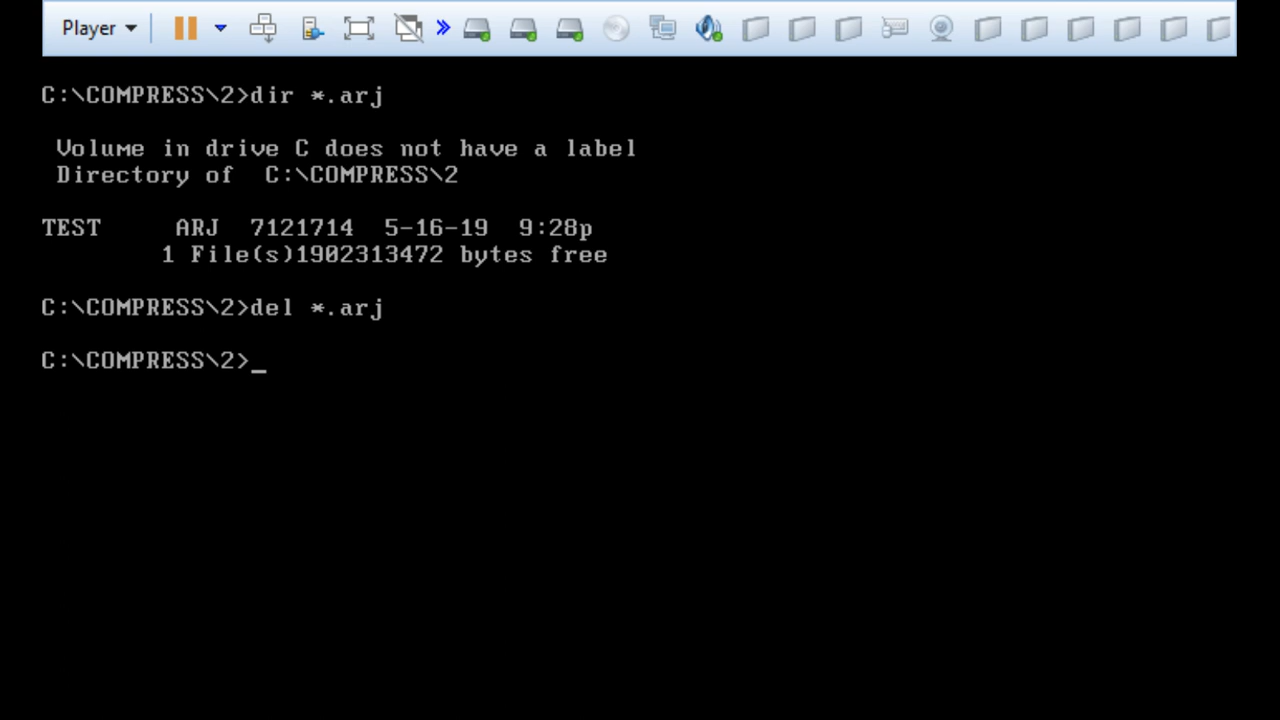 Player
C:\COMPRESS\2>dir *.arj
Volume in drive C does not have a label
Directory of  C:\COMPRESS\2
TEST     ARJ  7121714  5-16-19  9:28p
1 File(s)1902313472 bytes free
C:\COMPRESS\2>del *.arj
C:\COMPRESS\2>_